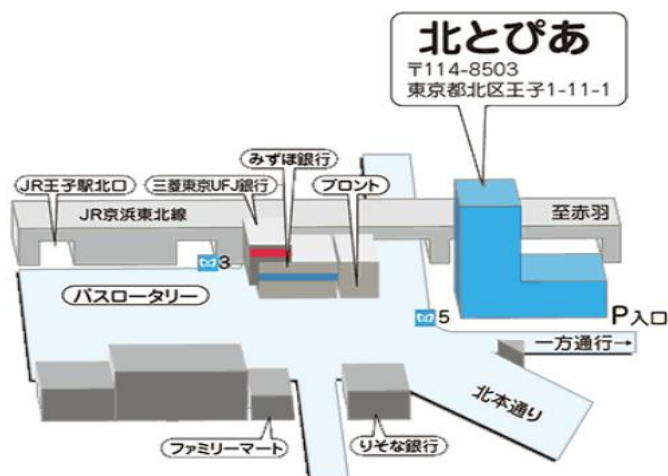 北とぴあ
〒114-8503
東京都北区王子1-11-1
みずほ銀行
JR王子駅北口
三菱東京UFJ銀行
プロント
JR京浜東北線
至赤羽
3
バスロータリー
5
P入口
一方通行→
北本通り
ファミリーマート
りそな銀行